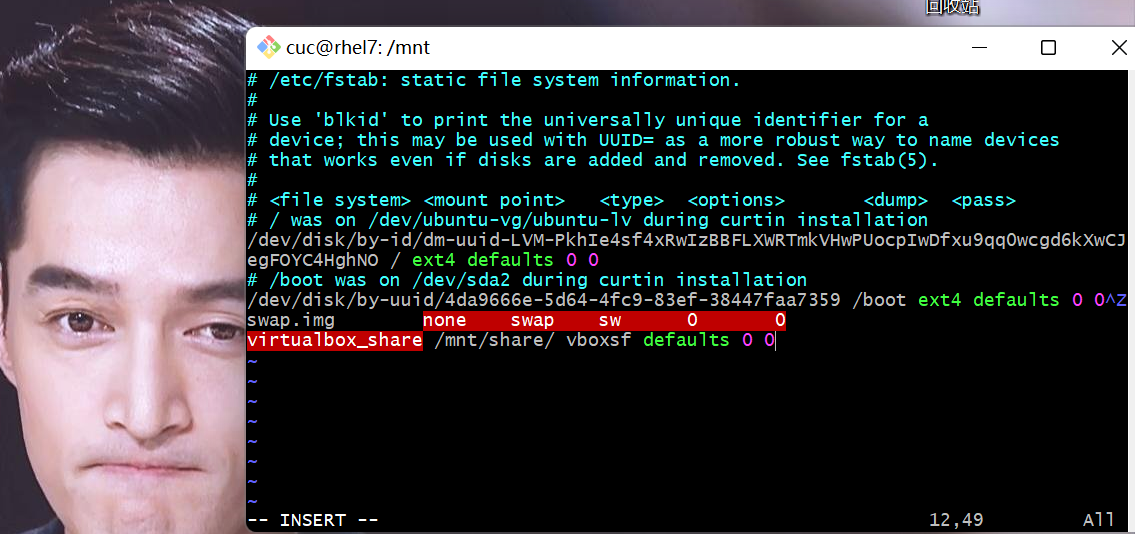 回收站
cuc@rhel7: /mnt
# /etc/fstab: static file system information.
#
# Use 'blkid' to print the universally unique identifier for a
# device; this may be used with UUID= as a more robust way to name devices
# that works even if disks are added and removed. See fstab(5).
#
# <file system> <mount point>   <type>  <options>       <dump>  <pass>
# / was on /dev/ubuntu-vg/ubuntu-lv during curtin installation
/dev/disk/by-id/dm-uuid-LVM-PkhIe4sf4xRwIzBBFLXWRTmkVHwPUocpIwDfxu9qq0wcgd6kXwCJ
egFOYC4HghNO / ext4 defaults 0 0
# /boot was on /dev/sda2 during curtin installation
/dev/disk/by-uuid/4da9666e-5d64-4fc9-83ef-38447faa7359 /boot ext4 defaults 0 0^Z
swap.img        none    swap    sw      0       0
virtualbox_share /mnt/share/ vboxsf defaults 0 0
~
~
~
~
~
~
~
~
-- INSERT --                                                  12,49         All